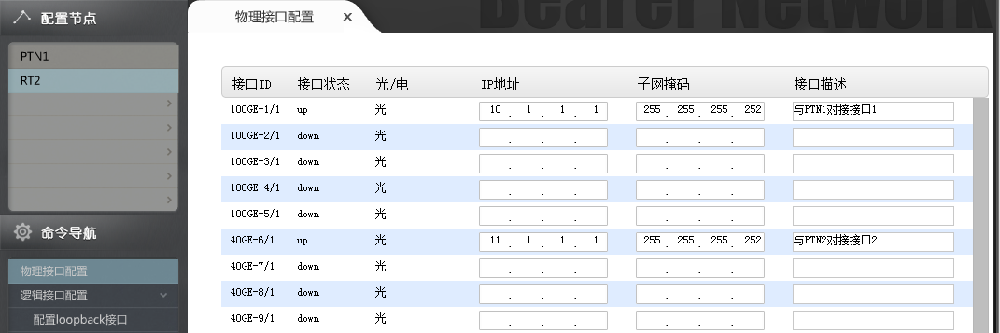 Bearer Network
配置节点
物理接口配置 ×
PTN1
RT2
命令导航
物理接口配置
逻辑接口配置
配置loopback接口
接口ID 接口状态 光/电 IP地址 子网掩码 接口描述
100GE-1/1 up 光 10 . 1 . 1 . 1 255 . 255 . 255 . 252 与PTN1对接接口1
100GE-2/1 down 光 . . . . . .
100GE-3/1 down 光 . . . . . .
100GE-4/1 down 光 . . . . . .
100GE-5/1 down 光 . . . . . .
40GE-6/1 up 光 11 . 1 . 1 . 1 255 . 255 . 255 . 252 与PTN2对接接口2
40GE-7/1 down 光 . . . . . .
40GE-8/1 down 光 . . . . . .
40GE-9/1 down 光 . . . . . .